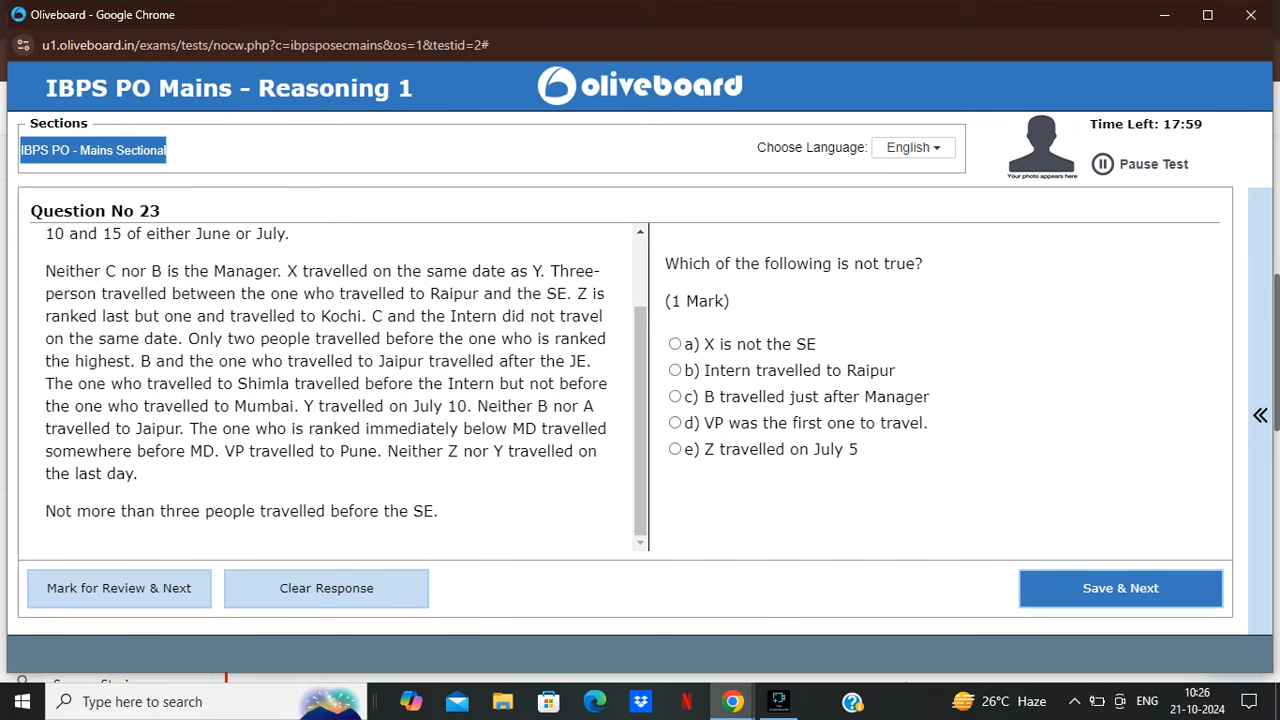 Oliveboard - Google Chrome
u1.oliveboard.in/exams/tests/nocw.php?c=ibpsposecmains&os=1&testid=2#
IBPS PO Mains - Reasoning 1
oliveboard
Sections
IBPS PO - Mains Sectional
Choose Language: English
Your photo appears here
Time Left: 17:59
Pause Test
Question No 23
10 and 15 of either June or July.
Neither C nor B is the Manager. X travelled on the same date as Y. Three-
person travelled between the one who travelled to Raipur and the SE. Z is
ranked last but one and travelled to Kochi. C and the Intern did not travel
on the same date. Only two people travelled before the one who is ranked
the highest. B and the one who travelled to Jaipur travelled after the JE.
The one who travelled to Shimla travelled before the Intern but not before
the one who travelled to Mumbai. Y travelled on July 10. Neither B nor A
travelled to Jaipur. The one who is ranked immediately below MD travelled
somewhere before MD. VP travelled to Pune. Neither Z nor Y travelled on
the last day.
Not more than three people travelled before the SE.
Which of the following is not true?
(1 Mark)
a) X is not the SE
b) Intern travelled to Raipur
c) B travelled just after Manager
d) VP was the first one to travel.
e) Z travelled on July 5
Mark for Review & Next
Clear Response
Save & Next
Type here to search
26°C Haze
ENG
10:26
21-10-2024